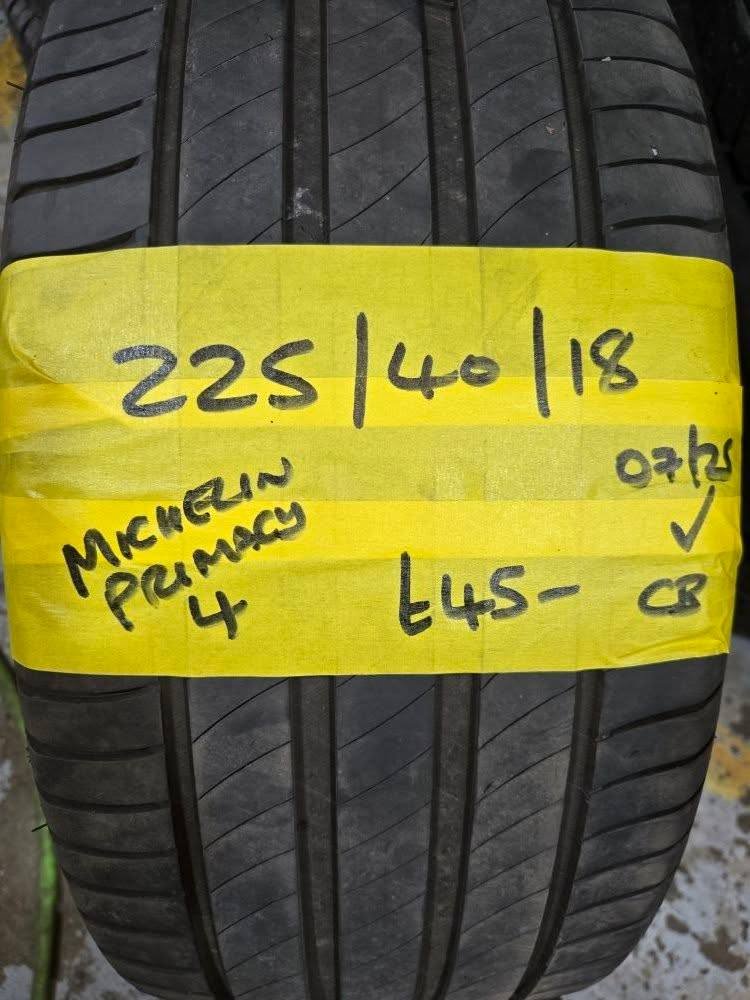 225/40/18
07/25
MICHELIN
PRIMACY
4
£45-
CB